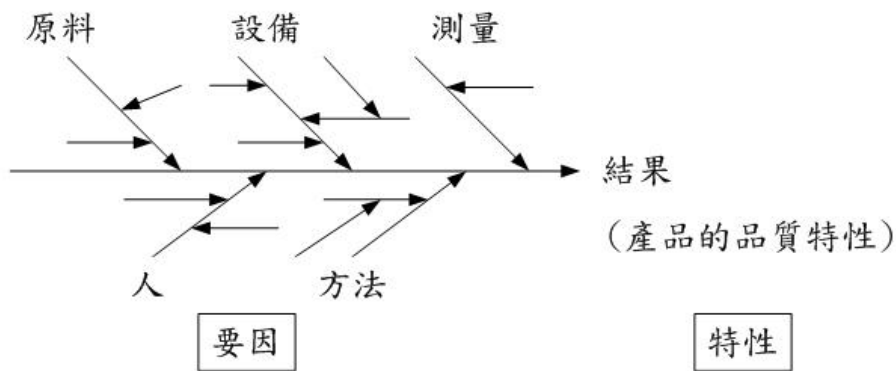 原料
設備
測量
結果
(產品的品質特性)
人
方法
要因
特性